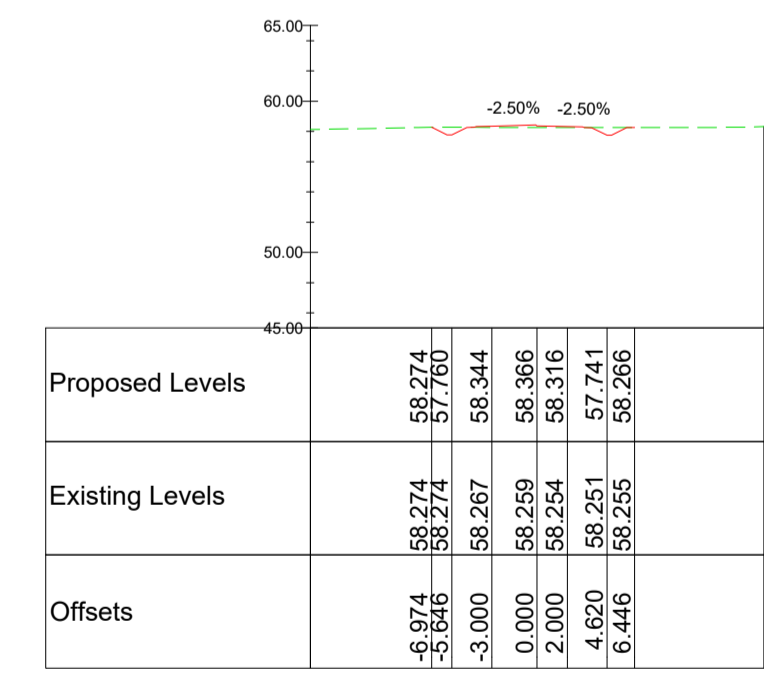 65.00
60.00
-2.50% -2.50%
50.00
45.00
Proposed Levels 58.274 57.760 58.344 58.366 58.316 57.741 58.266
Existing Levels 58.274 58.274 58.267 58.259 58.254 58.251 58.255
Offsets -6.974 -5.646 -3.000 0.000 2.000 4.620 6.446